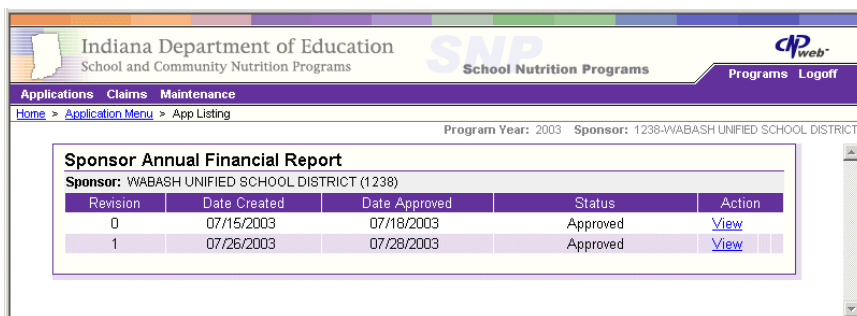 Indiana Department of Education
School and Community Nutrition Programs
SNP
School Nutrition Programs
CNPweb
Programs Logoff
Applications Claims Maintenance
Home > Application Menu > App Listing
Program Year: 2003 Sponsor: 1238-WABASH UNIFIED SCHOOL DISTRICT
Sponsor Annual Financial Report
Sponsor: WABASH UNIFIED SCHOOL DISTRICT (1238)
Revision Date Created Date Approved Status Action
0 07/15/2003 07/18/2003 Approved View
1 07/26/2003 07/28/2003 Approved View